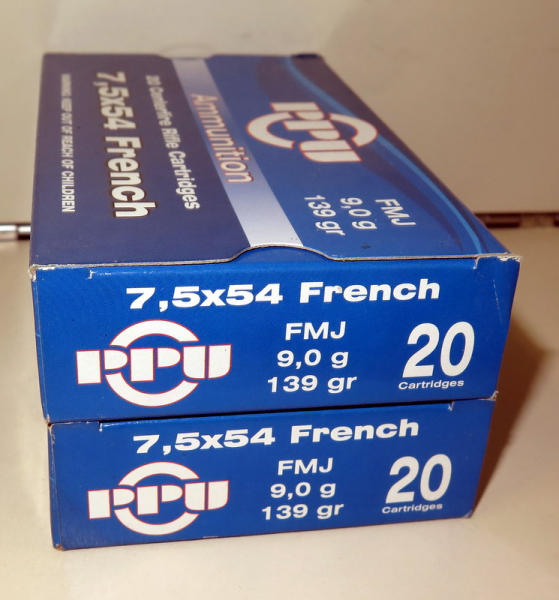 PPU
FMJ
9,0 g
139 gr
Ammunition
20 Centerfire Rifle Cartridges
7,5x54 French
WARNING: KEEP OUT OF REACH OF CHILDREN
7,5x54 French
PPU
FMJ
9,0 g
139 gr
20
Cartridges
7,5x54 French
PPU
FMJ
9,0 g
139 gr
20
Cartridges